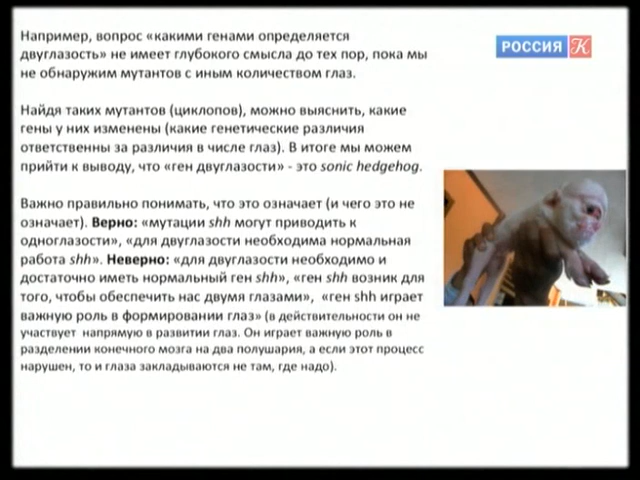 Например, вопрос «какими генами определяется
двуглазость» не имеет глубокого смысла до тех пор, пока мы
не обнаружим мутантов с иным количеством глаз.
РОССИЯ К
Найдя таких мутантов (циклопов), можно выяснить, какие
гены у них изменены (какие генетические различия
ответственны за различия в числе глаз). В итоге мы можем
прийти к выводу, что «ген двуглазости» - это sonic hedgehog.
Важно правильно понимать, что это означает (и чего это не
означает). Верно: «мутации shh могут приводить к
одноглазости», «для двуглазости необходима нормальная
работа shh». Неверно: «для двуглазости необходимо и
достаточно иметь нормальный ген shh», «ген shh возник для
того, чтобы обеспечить нас двумя глазами», «ген shh играет
важную роль в формировании глаз» (в действительности он не
участвует напрямую в развитии глаз. Он играет важную роль в
разделении конечного мозга на два полушария, а если этот процесс
нарушен, то и глаза закладываются не там, где надо).